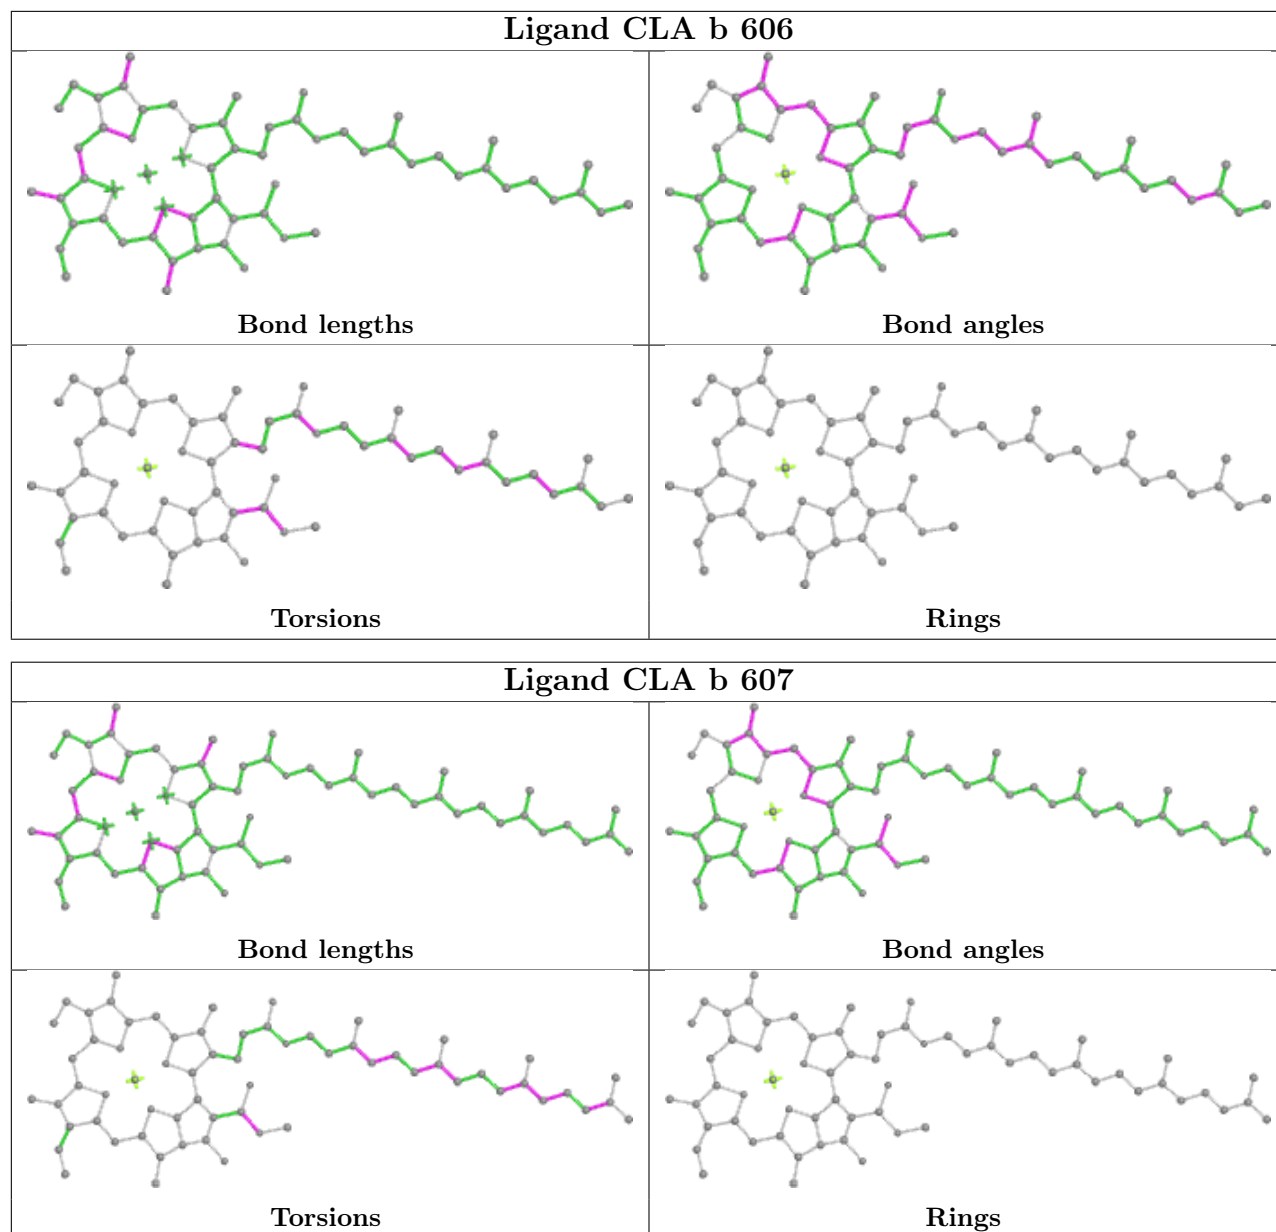 Ligand CLA b 606
Bond lengths
Bond angles
Torsions
Rings
Ligand CLA b 607
Bond lengths
Bond angles
Torsions
Rings